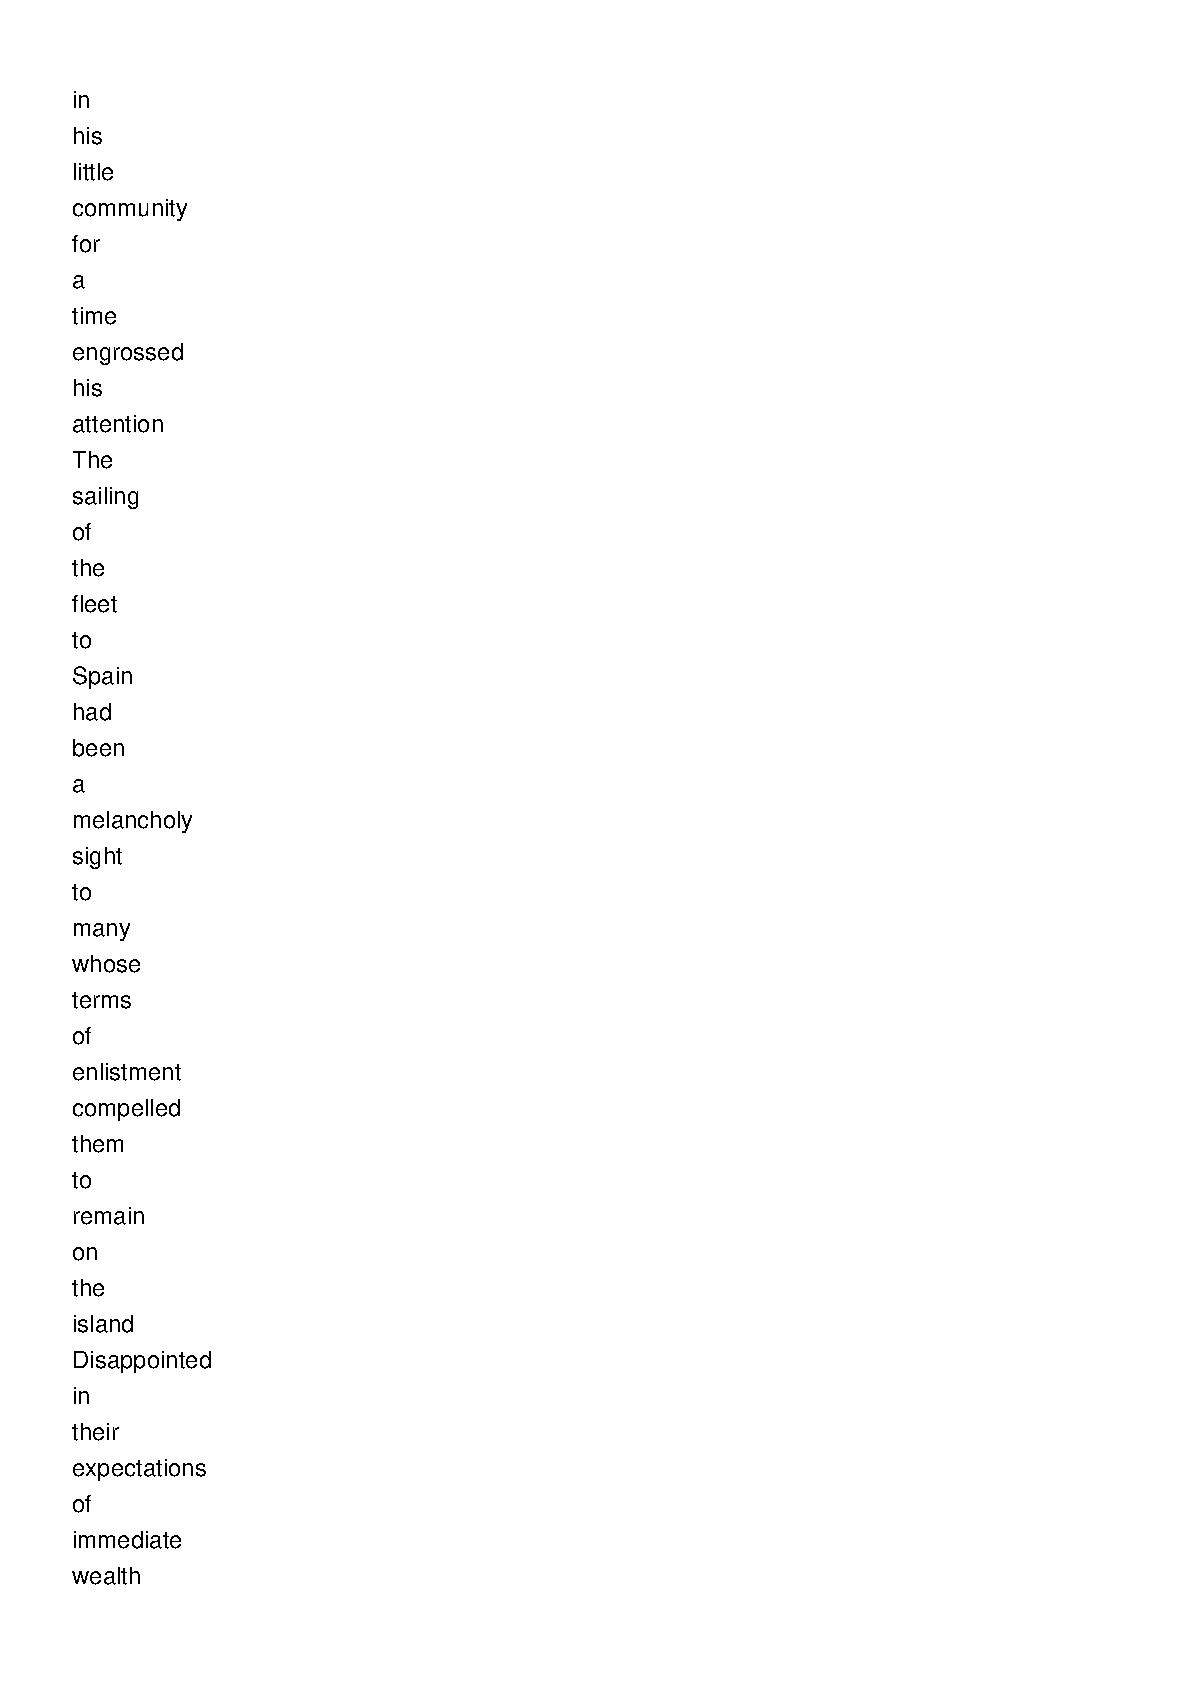 in
his
little
community
for
a
time
engrossed
his
attention
The
sailing
of
the
fleet
to
Spain
had
been
a
melancholy
sight
to
many
whose
terms
of
enlistment
compelled
them
to
remain
on
the
island
Disappointed
in
their
expectations
of
immediate
wealth